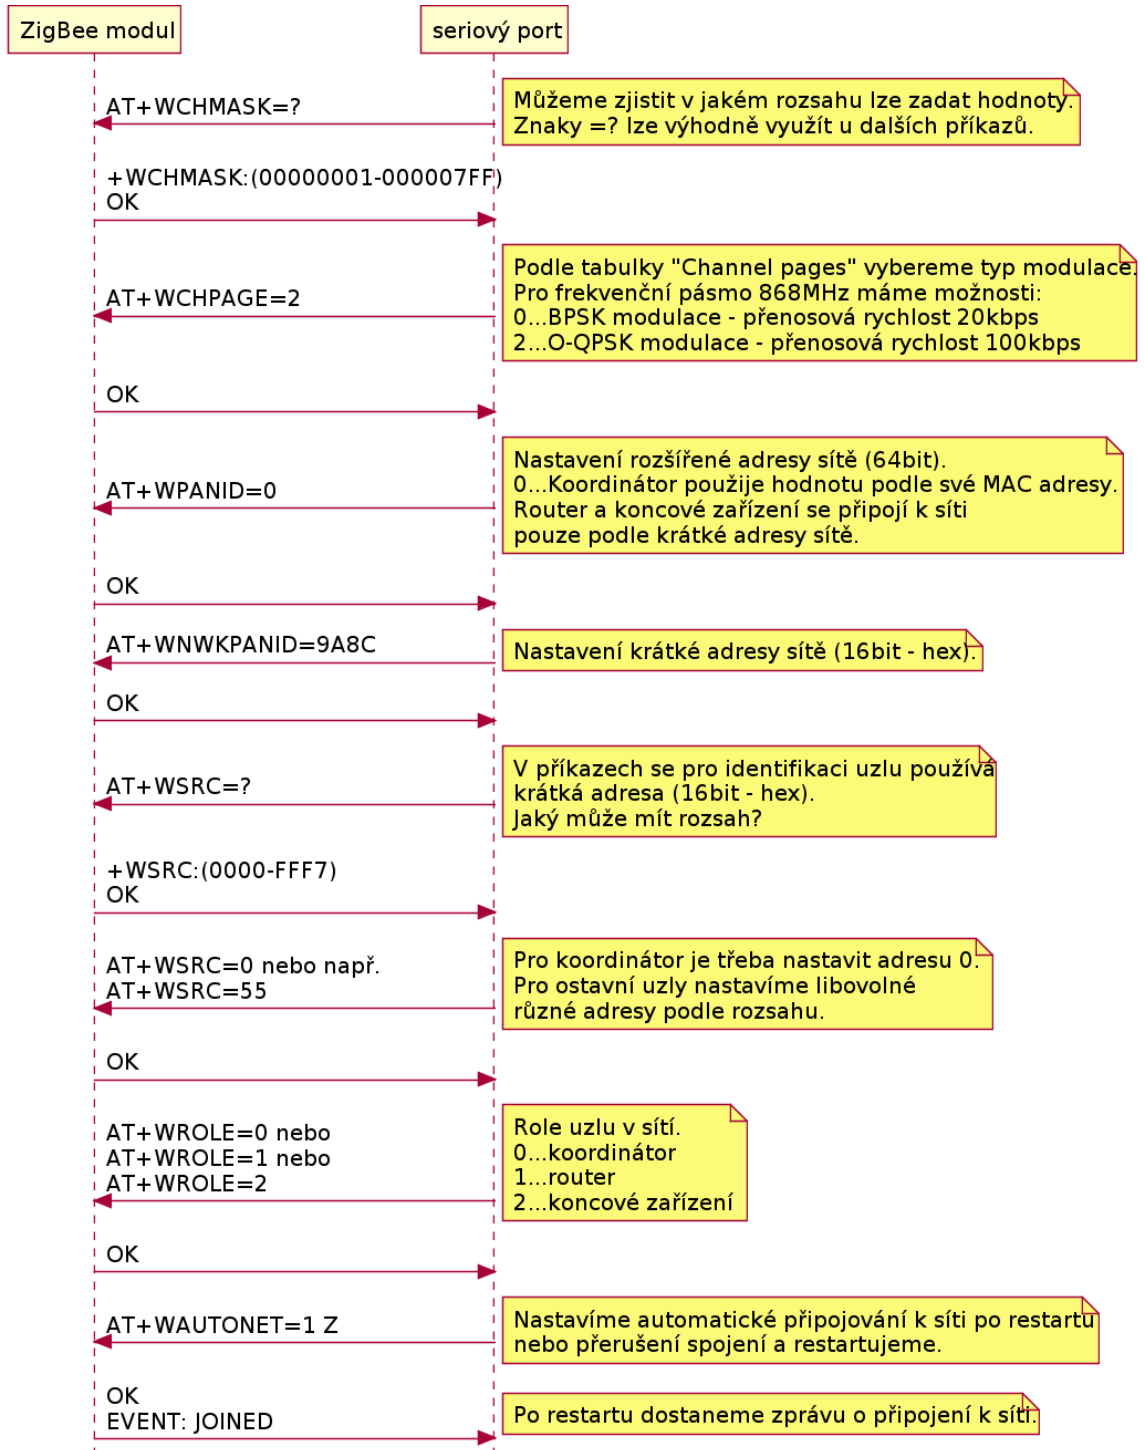 ZigBee modul
seriový port
AT+WCHMASK=?
Můžeme zjistit v jakém rozsahu lze zadat hodnoty.
Znaky =? lze výhodně využít u dalších příkazů.
+WCHMASK:(00000001-000007FF)
OK
AT+WCHPAGE=2
Podle tabulky "Channel pages" vybereme typ modulace.
Pro frekvenční pásmo 868MHz máme možnosti:
0...BPSK modulace - přenosová rychlost 20kbps
2...O-QPSK modulace - přenosová rychlost 100kbps
OK
AT+WPANID=0
Nastavení rozšířené adresy sítě (64bit).
0...Koordinátor použije hodnotu podle své MAC adresy.
Router a koncové zařízení se připojí k síti
pouze podle krátké adresy sítě.
OK
AT+WNWKPANID=9A8C
Nastavení krátké adresy sítě (16bit - hex).
OK
AT+WSRC=?
V příkazech se pro identifikaci uzlu používá
krátká adresa (16bit - hex).
Jaký může mít rozsah?
+WSRC:(0000-FFF7)
OK
AT+WSRC=0 nebo např.
AT+WSRC=55
Pro koordinátor je třeba nastavit adresu 0.
Pro ostavní uzly nastavíme libovolné
různé adresy podle rozsahu.
OK
AT+WROLE=0 nebo
AT+WROLE=1 nebo
AT+WROLE=2
Role uzlu v sítí.
0...koordinátor
1...router
2...koncové zařízení
OK
AT+WAUTONET=1 Z
Nastavíme automatické připojování k síti po restartu
nebo přerušení spojení a restartujeme.
OK
EVENT: JOINED
Po restartu dostaneme zprávu o připojení k síti.